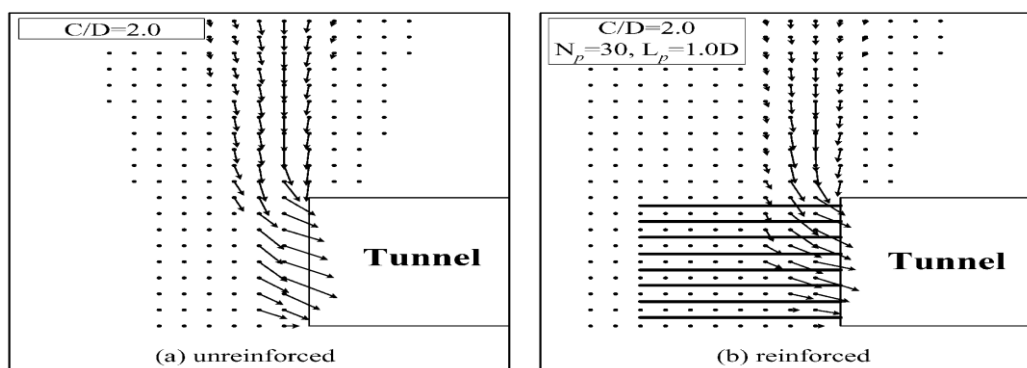 C/D=2.0
Tunnel
(a) unreinforced
C/D=2.0
N_p=30, L_p=1.0D
Tunnel
(b) reinforced